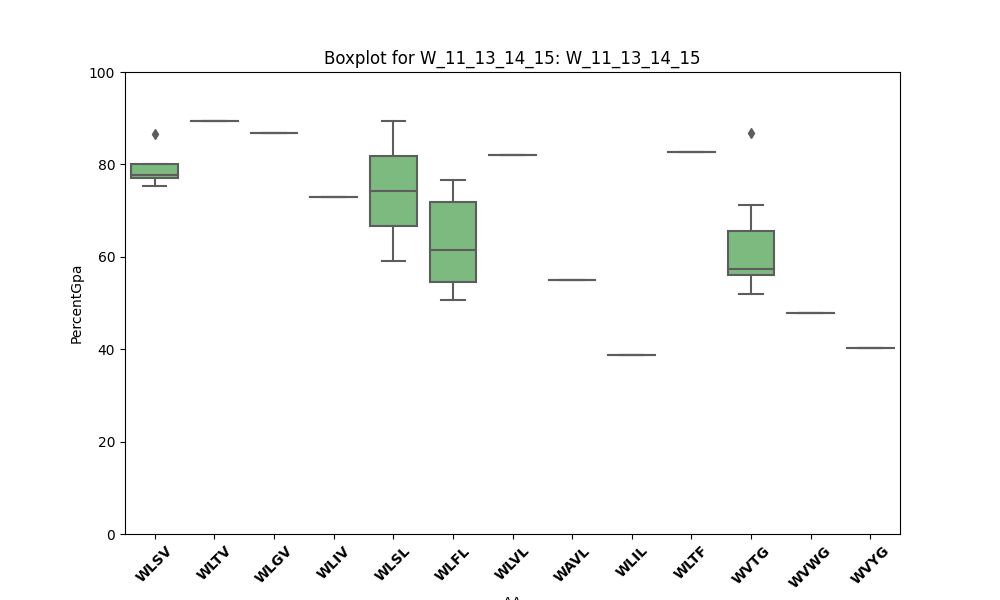 Boxplot for W_11_13_14_15: W_11_13_14_15
PercentGpa
100
80
60
40
20
0
WLSV WLTV WLGV WLIV WLSL WLFL WLVL WAVL WLIL WLTF WVTG WVWG WVYG